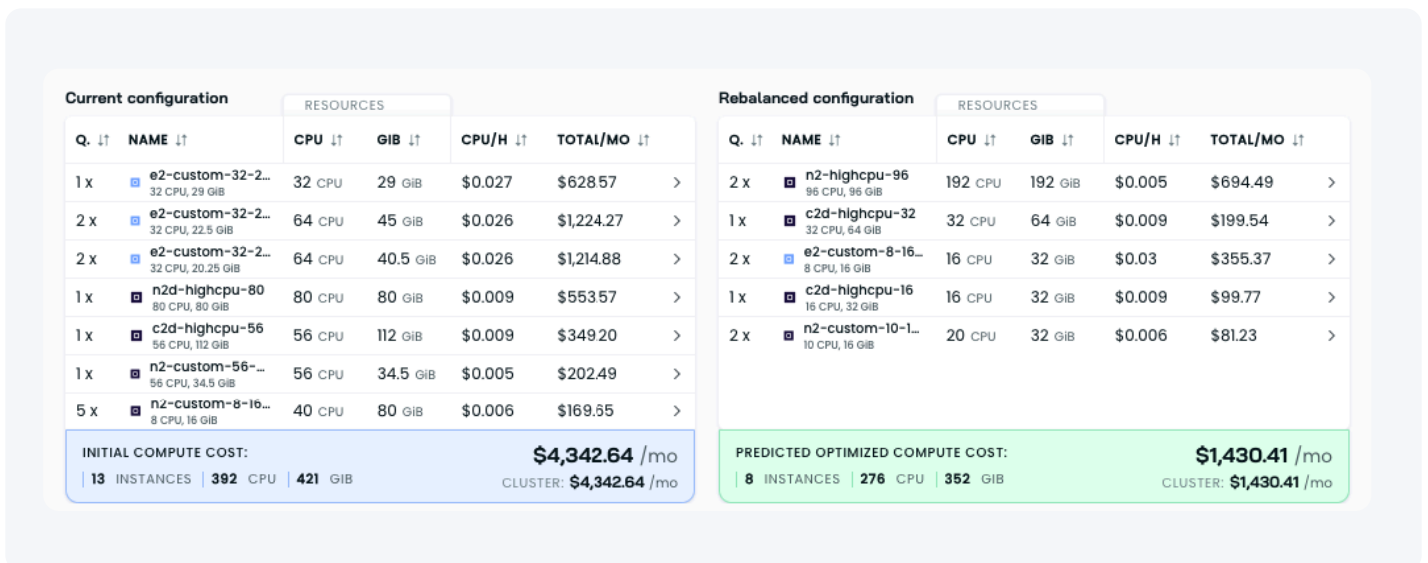 Current configuration
RESOURCES
Q. NAME CPU GIB CPU/H TOTAL/MO
1 x e2-custom-32-2... 32 CPU 29 GiB $0.027 $628.57
32 CPU, 29 GiB
2 x e2-custom-32-2... 64 CPU 45 GiB $0.026 $1,224.27
32 CPU, 22.5 GiB
2 x e2-custom-32-2... 64 CPU 40.5 GiB $0.026 $1,214.88
32 CPU, 20.25 GiB
1 x n2d-highcpu-80 80 CPU 80 GiB $0.009 $553.57
80 CPU, 80 GiB
1 x c2d-highcpu-56 56 CPU 112 GiB $0.009 $349.20
56 CPU, 112 GiB
1 x n2-custom-56-... 56 CPU 34.5 GiB $0.005 $202.49
56 CPU, 34.5 GiB
5 x n2-custom-8-16... 40 CPU 80 GiB $0.006 $169.65
8 CPU, 16 GiB
INITIAL COMPUTE COST: $4,342.64 /mo
13 INSTANCES 392 CPU 421 GIB CLUSTER: $4,342.64 /mo
Rebalanced configuration
RESOURCES
Q. NAME CPU GIB CPU/H TOTAL/MO
2 x n2-highcpu-96 192 CPU 192 GiB $0.005 $694.49
96 CPU, 96 GiB
1 x c2d-highcpu-32 32 CPU 64 GiB $0.009 $199.54
32 CPU, 64 GiB
2 x e2-custom-8-16... 16 CPU 32 GiB $0.03 $355.37
8 CPU, 16 GiB
1 x c2d-highcpu-16 16 CPU 32 GiB $0.009 $99.77
16 CPU, 32 GiB
2 x n2-custom-10-1... 20 CPU 32 GiB $0.006 $81.23
10 CPU, 16 GiB
PREDICTED OPTIMIZED COMPUTE COST: $1,430.41 /mo
8 INSTANCES 276 CPU 352 GIB CLUSTER: $1,430.41 /mo